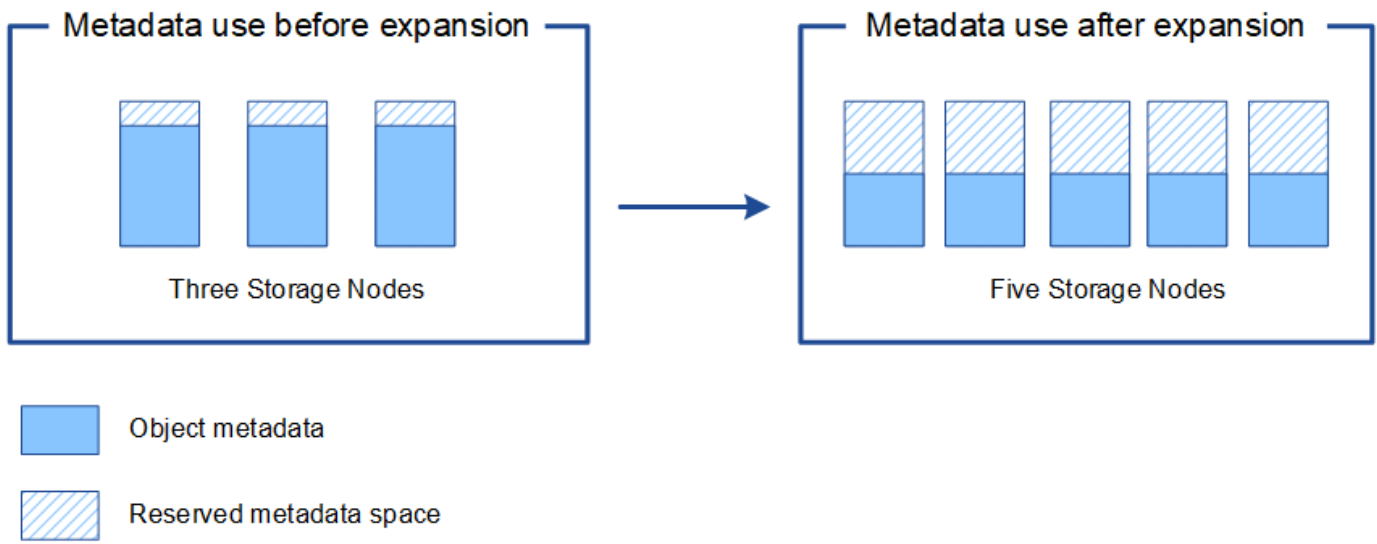 Metadata use before expansion
Metadata use after expansion
Three Storage Nodes
Five Storage Nodes
Object metadata
Reserved metadata space